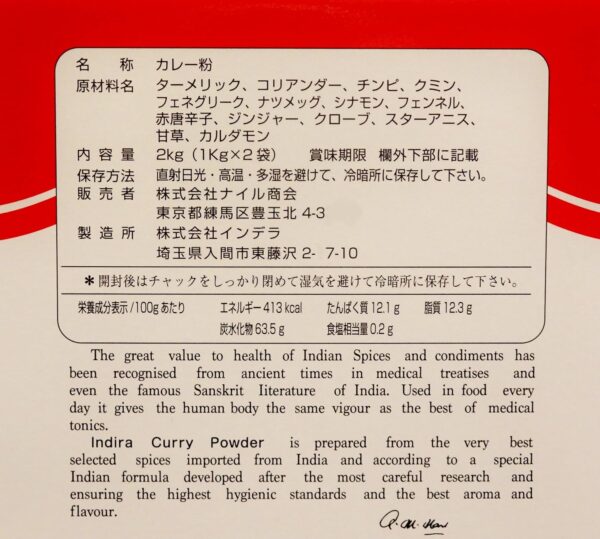 名称 カレー粉
原材料名 ターメリック、コリアンダー、チンピ、クミン、
フェネグリーク、ナツメッグ、シナモン、フェンネル、
赤唐辛子、ジンジャー、クローブ、スターアニス、
甘草、カルダモン
内容量 2kg（1Kg×2袋） 賞味期限 欄外下部に記載
保存方法 直射日光・高温・多湿を避けて、冷暗所に保存して下さい。
販売者 株式会社ナイル商会
東京都練馬区豊玉北 4-3
製造所 株式会社インデラ
埼玉県入間市東藤沢 2- 7-10
＊開封後はチャックをしっかり閉めて湿気を避けて冷暗所に保存して下さい。
栄養成分表示/100gあたり エネルギー 413 kcal たんぱく質 12.1 g 脂質 12.3 g
炭水化物 63.5 g 食塩相当量 0.2 g
The great value to health of Indian Spices and condiments has
been recognised from ancient times in medical treatises and
even the famous Sanskrit Iiterature of India. Used in food every
day it gives the human body the same vigour as the best of medical
tonics.
Indira Curry Powder is prepared from the very best
selected spices imported from India and according to a special
Indian formula developed after the most careful research and
ensuring the highest hygienic standards and the best aroma and
flavour.